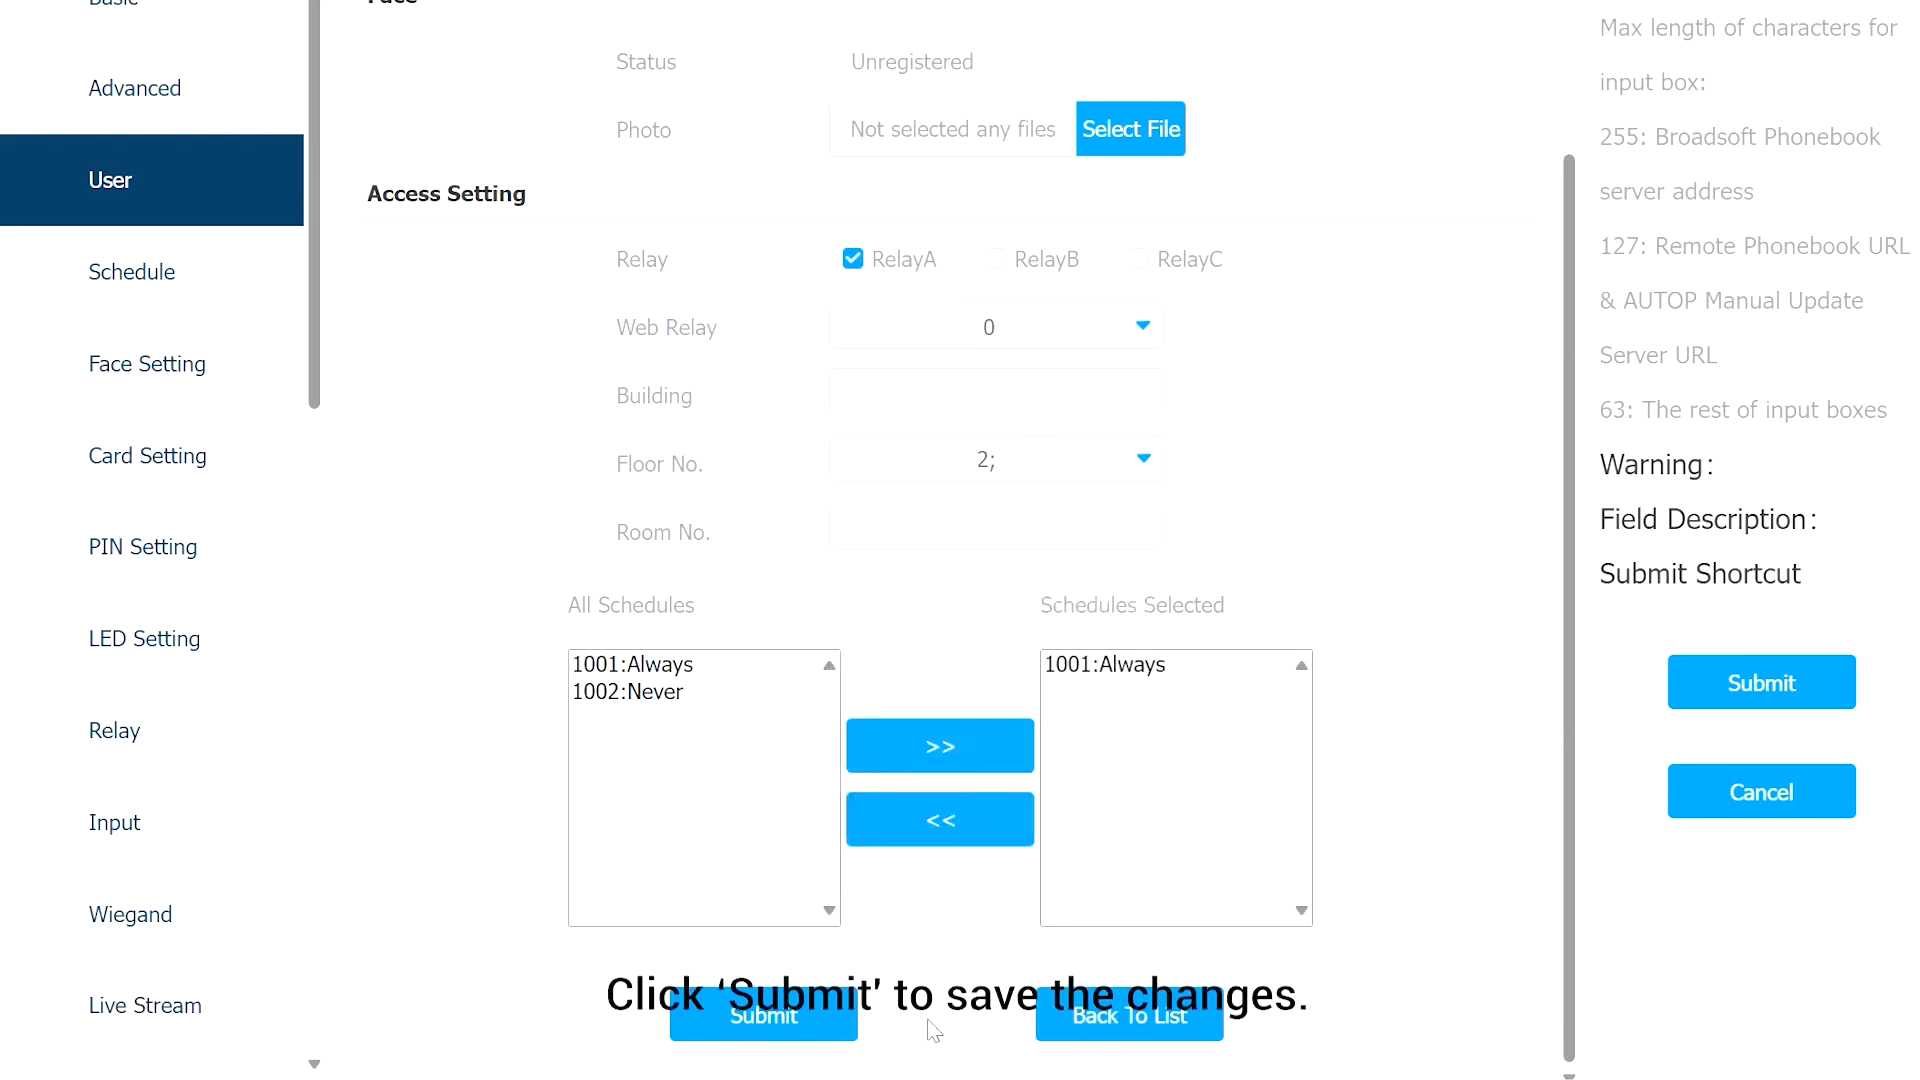 Advanced
User
Schedule
Face Setting
Card Setting
PIN Setting
LED Setting
Relay
Input
Wiegand
Live Stream
Status Unregistered
Photo Not selected any files Select File
Access Setting
Relay RelayA RelayB RelayC
Web Relay 0
Building
Floor No. 2;
Room No.
All Schedules Schedules Selected
1001:Always
1002:Never
>>
<<
1001:Always
Click ‘Submit’ to save the changes.
Submit Back To List
Max length of characters for
input box:
255: Broadsoft Phonebook
server address
127: Remote Phonebook URL
& AUTOP Manual Update
Server URL
63: The rest of input boxes
Warning:
Field Description:
Submit Shortcut
Submit
Cancel